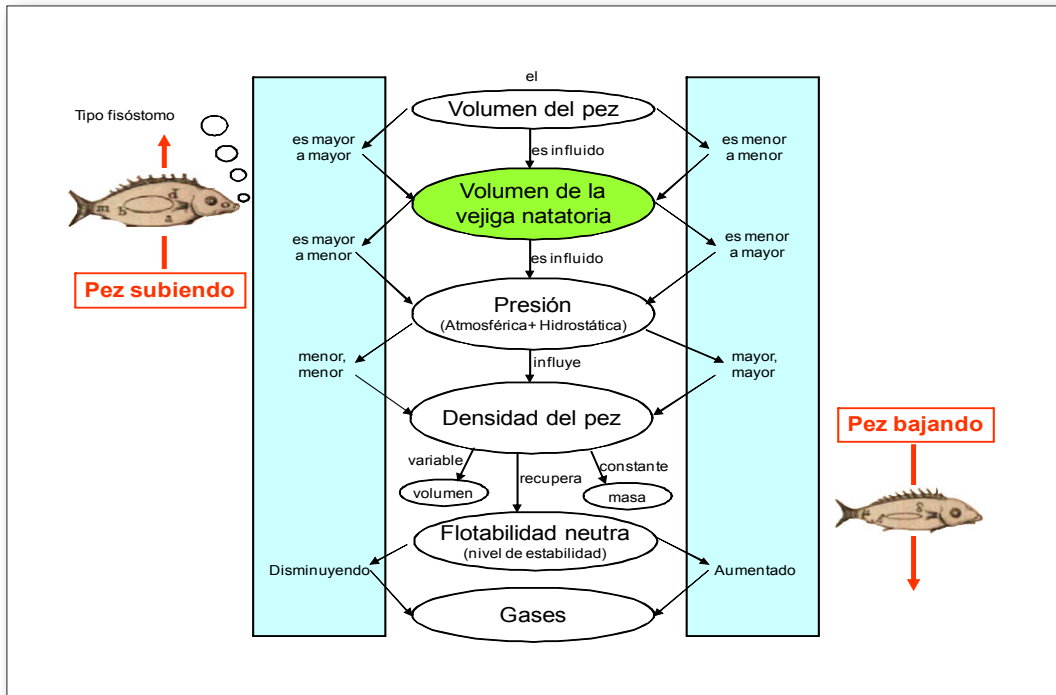 el
Volumen del pez
Tipo fisóstomo
es mayor
a mayor
es influido
es menor
a menor
Volumen de la
vejiga natatoria
es mayor
a menor
es influido
es menor
a mayor
Pez subiendo
Presión
(Atmosférica+ Hidrostática)
menor,
menor
influye
mayor,
mayor
Densidad del pez
Pez bajando
variable
recupera
constante
volumen
masa
Flotabilidad neutra
(nivel de estabilidad)
Disminuyendo
Aumentado
Gases